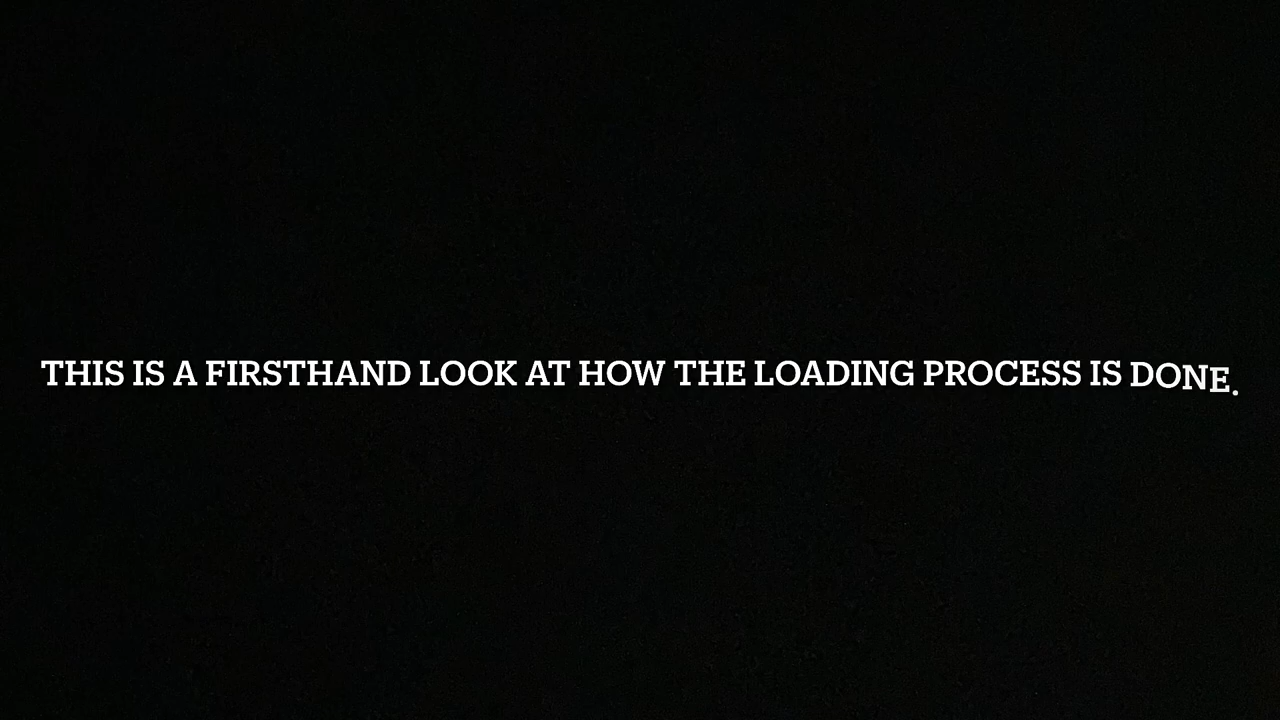 THIS IS A FIRSTHAND LOOK AT HOW THE LOADING PROCESS IS DONE.